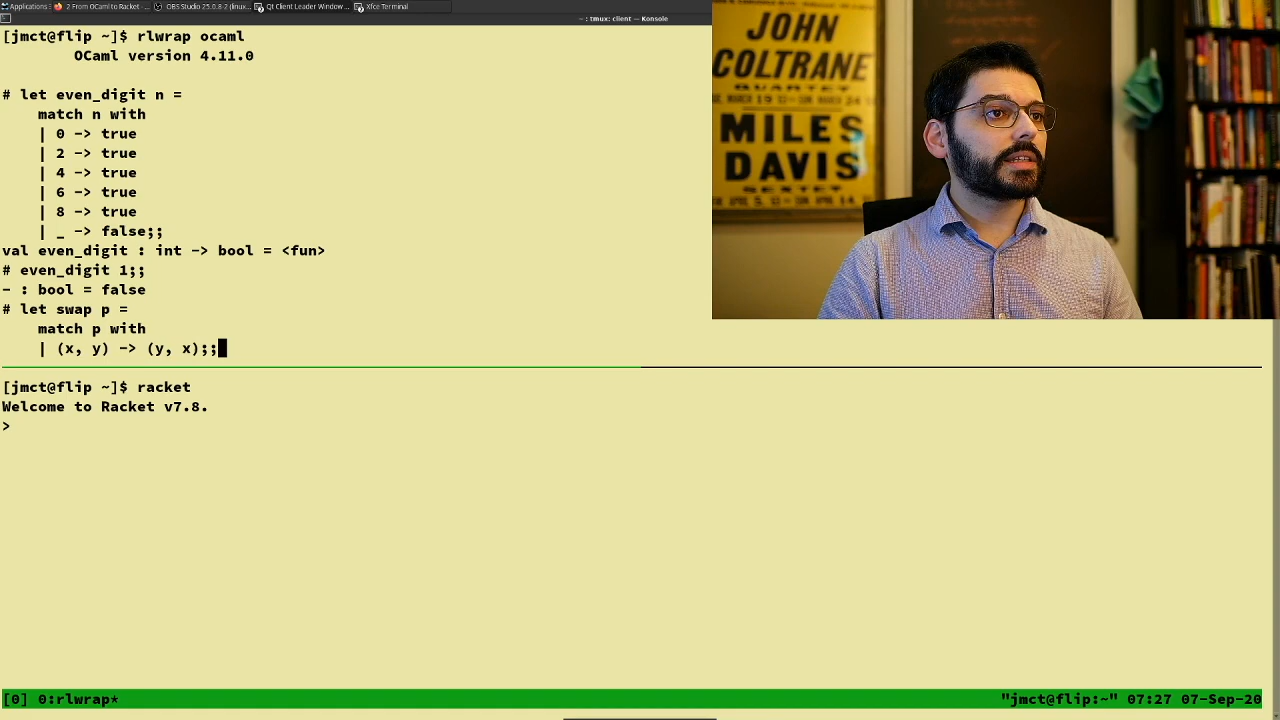 Applications
2 From OCaml to Racket - ...
OBS Studio 25.0.8-2 (linux...
Qt Client Leader Window...
Xfce Terminal
~ : tmux: client — Konsole
[jmct@flip ~]$ rlwrap ocaml
OCaml version 4.11.0
# let even_digit n =
match n with
| 0 -> true
| 2 -> true
| 4 -> true
| 6 -> true
| 8 -> true
| _ -> false;;
val even_digit : int -> bool = <fun>
# even_digit 1;;
- : bool = false
# let swap p =
match p with
| (x, y) -> (y, x);;
[jmct@flip ~]$ racket
Welcome to Racket v7.8.
>
[0] 0:rlwrap*
"jmct@flip:~" 07:27 07-Sep-20
JOHN
COLTRANE
QUARTET
MILES
DAVIS
SEXTET